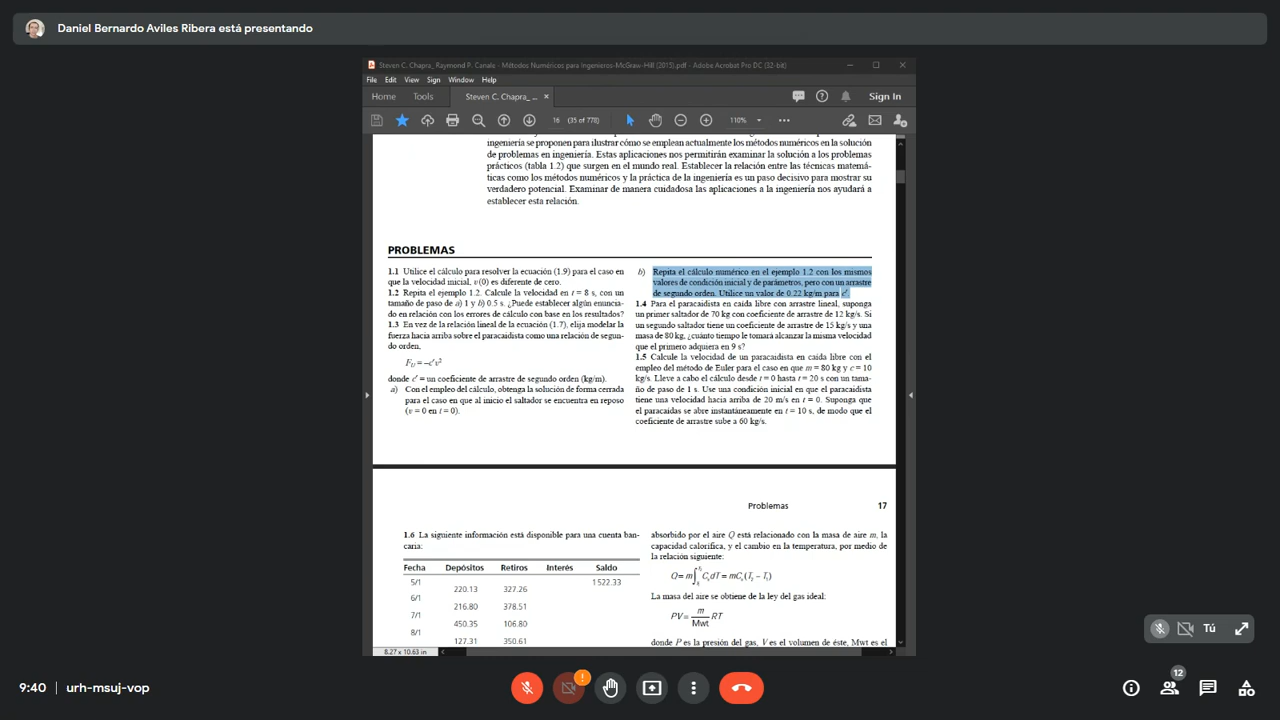 Daniel Bernardo Aviles Ribera está presentando
Steven C. Chapra_ Raymond P. Canale - Métodos Numéricos para Ingenieros-McGraw-Hill (2015).pdf - Adobe Acrobat Pro DC (32-bit)
File Edit View Sign Window Help
Home Tools Steven C. Chapra_ ... × Sign In
16 (35 of 778) 110%
ingeniería se proponen para ilustrar cómo se emplean actualmente los métodos numéricos en la solución
de problemas en ingeniería. Estas aplicaciones nos permitirán examinar la solución a los problemas
prácticos (tabla 1.2) que surgen en el mundo real. Establecer la relación entre las técnicas matemá-
ticas como los métodos numéricos y la práctica de la ingeniería es un paso decisivo para mostrar su
verdadero potencial. Examinar de manera cuidadosa las aplicaciones a la ingeniería nos ayudará a
establecer esta relación.
PROBLEMAS
1.1 Utilice el cálculo para resolver la ecuación (1.9) para el caso en
que la velocidad inicial, v(0) es diferente de cero.
1.2 Repita el ejemplo 1.2. Calcule la velocidad en t = 8 s, con un
tamaño de paso de a) 1 y b) 0.5 s. ¿Puede establecer algún enuncia-
do en relación con los errores de cálculo con base en los resultados?
1.3 En vez de la relación lineal de la ecuación (1.7), elija modelar la
fuerza hacia arriba sobre el paracaidista como una relación de segun-
do orden,
F_U = –c′v²
donde c′ = un coeficiente de arrastre de segundo orden (kg/m).
a) Con el empleo del cálculo, obtenga la solución de forma cerrada
para el caso en que al inicio el saltador se encuentra en reposo
(v = 0 en t = 0).
b) Repita el cálculo numérico en el ejemplo 1.2 con los mismos
valores de condición inicial y de parámetros, pero con un arrastre
de segundo orden. Utilice un valor de 0.22 kg/m para c′
1.4 Para el paracaidista en caída libre con arrastre lineal, suponga
un primer saltador de 70 kg con coeficiente de arrastre de 12 kg/s. Si
un segundo saltador tiene un coeficiente de arrastre de 15 kg/s y una
masa de 80 kg, ¿cuánto tiempo le tomará alcanzar la misma velocidad
que el primero adquiera en 9 s?
1.5 Calcule la velocidad de un paracaidista en caída libre con el
empleo del método de Euler para el caso en que m = 80 kg y c = 10
kg/s. Lleve a cabo el cálculo desde t = 0 hasta t = 20 s con un tama-
ño de paso de 1 s. Use una condición inicial en que el paracaidista
tiene una velocidad hacia arriba de 20 m/s en t = 0. Suponga que
el paracaídas se abre instantáneamente en t = 10 s, de modo que el
coeficiente de arrastre sube a 60 kg/s.
Problemas 17
1.6 La siguiente información está disponible para una cuenta ban-
caria:
Fecha Depósitos Retiros Interés Saldo
5/1 1 522.33
220.13 327.26
6/1
216.80 378.51
7/1
450.35 106.80
8/1
127.31 350.61
absorbido por el aire Q está relacionado con la masa de aire m, la
capacidad calorífica, y el cambio en la temperatura, por medio de
la relación siguiente:
Q = m∫C_v dT = mC_v(T₂ – T₁)
La masa del aire se obtiene de la ley del gas ideal:
PV = m/Mwt RT
donde P es la presión del gas, V es el volumen de éste, Mwt es el
8.27 x 10.63 in
Tú
9:40 urh-msuj-vop
12